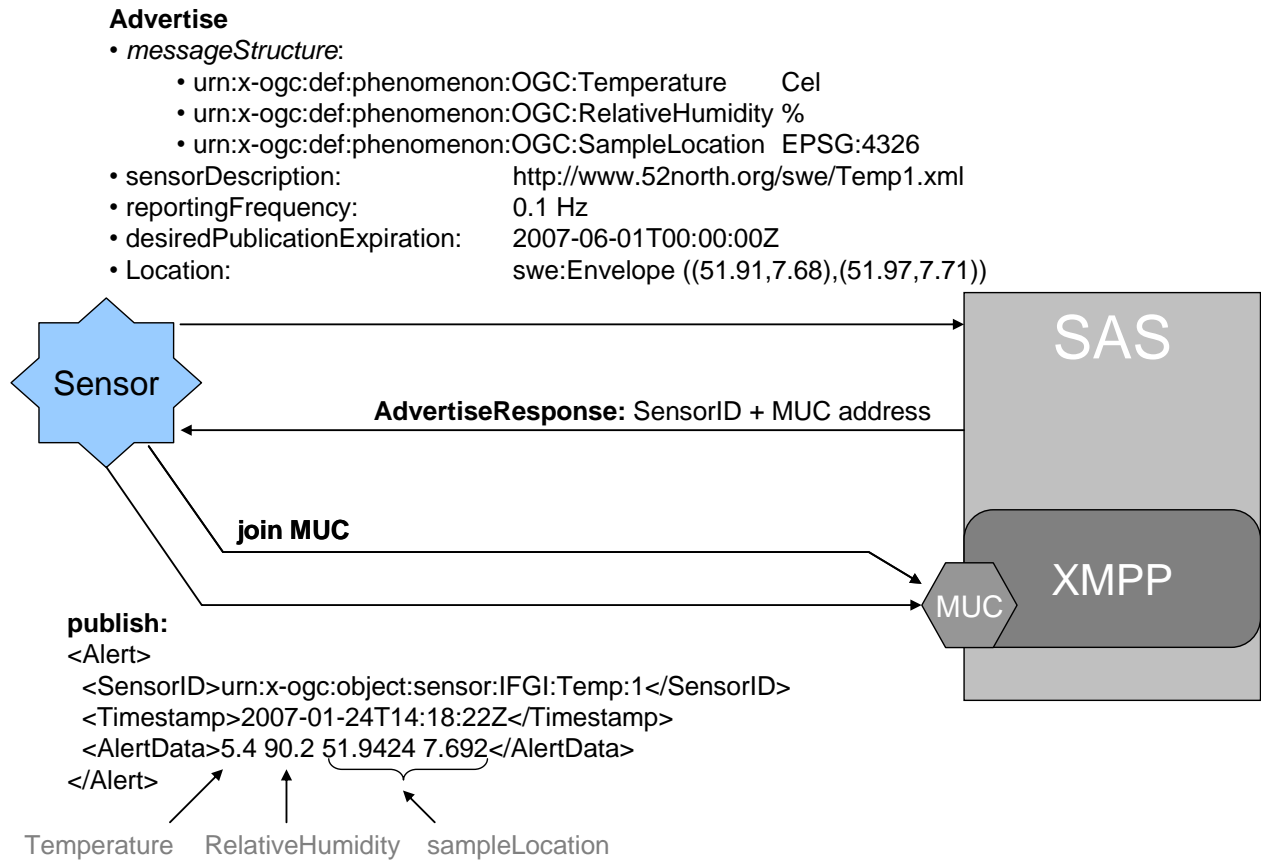 Advertise
• messageStructure:
• urn:x-ogc:def:phenomenon:OGC:Temperature Cel
• urn:x-ogc:def:phenomenon:OGC:RelativeHumidity %
• urn:x-ogc:def:phenomenon:OGC:SampleLocation EPSG:4326
• sensorDescription: http://www.52north.org/swe/Temp1.xml
• reportingFrequency: 0.1 Hz
• desiredPublicationExpiration: 2007-06-01T00:00:00Z
• Location: swe:Envelope ((51.91,7.68),(51.97,7.71))
SAS
Sensor
AdvertiseResponse: SensorID + MUC address
join MUC
XMPP
MUC
publish:
<Alert>
<SensorID>urn:x-ogc:object:sensor:IFGI:Temp:1</SensorID>
<Timestamp>2007-01-24T14:18:22Z</Timestamp>
<AlertData>5.4 90.2 51.9424 7.692</AlertData>
</Alert>
Temperature RelativeHumidity sampleLocation